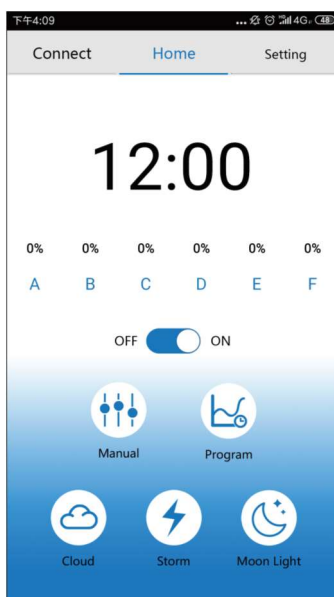 下午4:09 ... 4G 48
Connect Home Setting
12:00
0% 0% 0% 0% 0% 0%
A B C D E F
OFF ON
Manual Program
Cloud Storm Moon Light